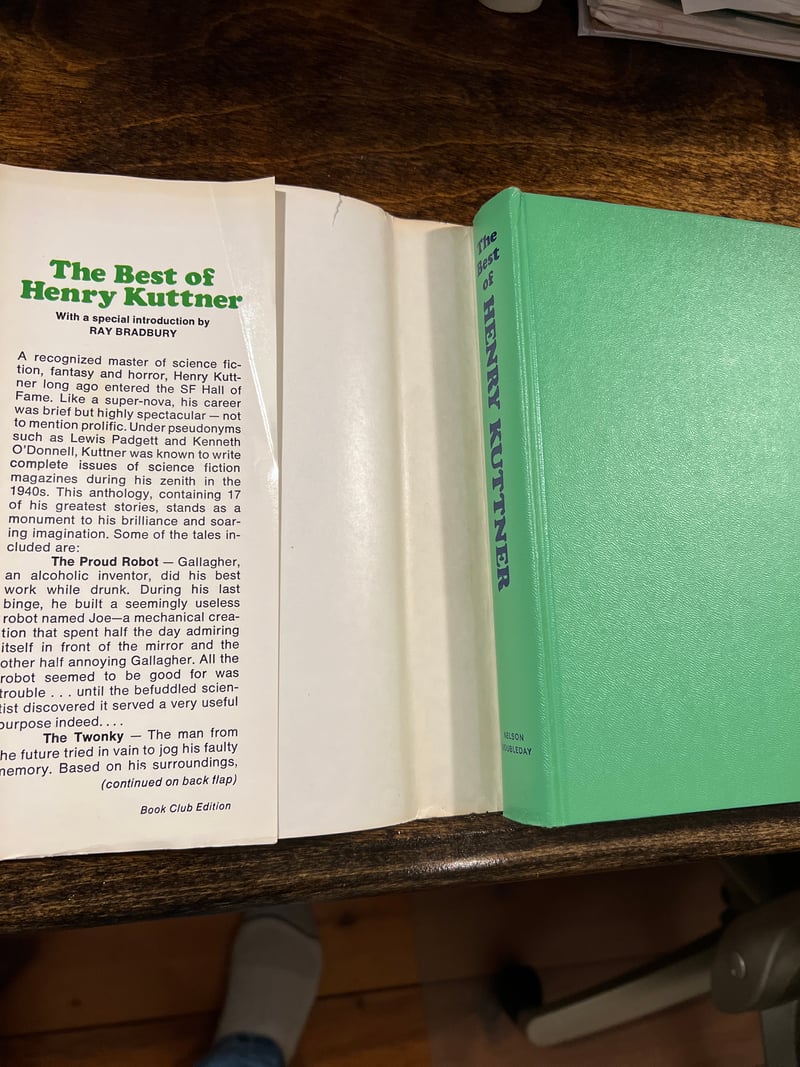 The Best of
Henry Kuttner
With a special introduction by
RAY BRADBURY
A recognized master of science fic-
tion, fantasy and horror, Henry Kutt-
ner long ago entered the SF Hall of
Fame. Like a super-nova, his career
was brief but highly spectacular — not
to mention prolific. Under pseudonyms
such as Lewis Padgett and Kenneth
O'Donnell, Kuttner was known to write
complete issues of science fiction
magazines during his zenith in the
1940s. This anthology, containing 17
of his greatest stories, stands as a
monument to his brilliance and soar-
ing imagination. Some of the tales in-
cluded are:
The Proud Robot — Gallagher,
an alcoholic inventor, did his best
work while drunk. During his last
binge, he built a seemingly useless
robot named Joe—a mechanical crea-
tion that spent half the day admiring
itself in front of the mirror and the
other half annoying Gallagher. All the
robot seemed to be good for was
trouble . . . until the befuddled scien-
tist discovered it served a very useful
purpose indeed. . . .
The Twonky — The man from
he future tried in vain to jog his faulty
memory. Based on his surroundings,
(continued on back flap)
Book Club Edition
The
Best
of
HENRY KUTTNER
NELSON
DOUBLEDAY